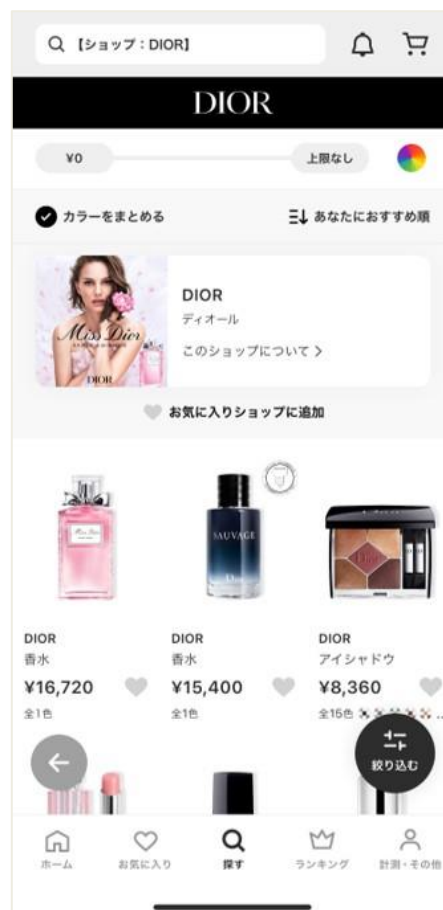 【ショップ：DIOR】
DIOR
¥0
上限なし
カラーをまとめる
あなたにおすすめ順
Miss Dior
DIOR
DIOR
ディオール
このショップについて >
お気に入りショップに追加
Miss Dior
SAUVAGE
Dior
DIOR
香水
¥16,720
全1色
DIOR
香水
¥15,400
全1色
DIOR
アイシャドウ
¥8,360
全15色
...
絞り込む
ホーム
お気に入り
探す
ランキング
計測・その他